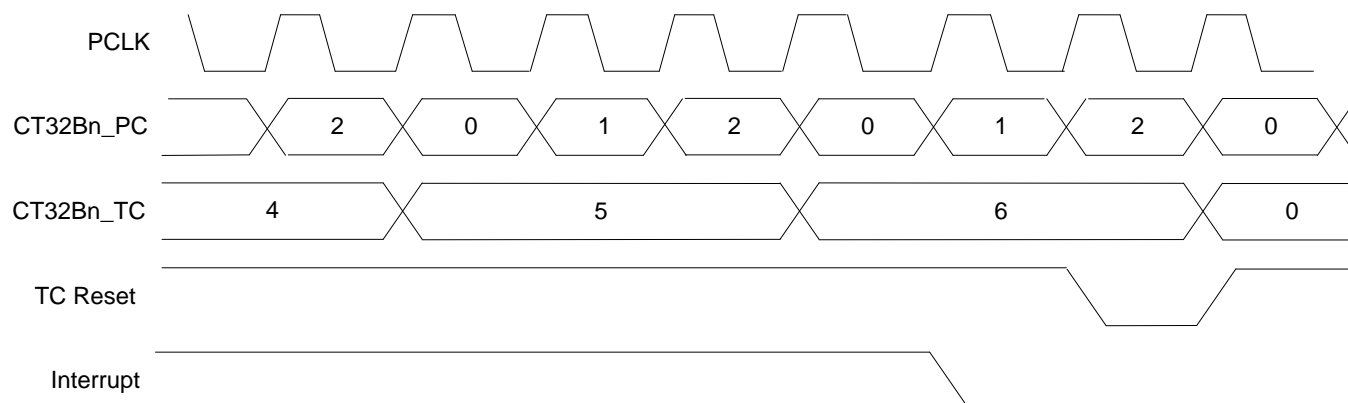 PCLK
CT32Bn_PC 2 0 1 2 0 1 2 0
CT32Bn_TC 4 5 6 0
TC Reset
Interrupt